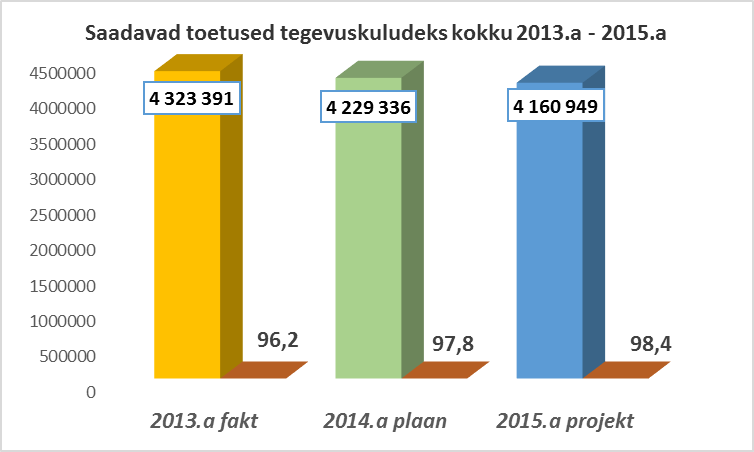 Saadavad toetused tegevuskuludeks kokku 2013.a - 2015.a
4500000
4000000
3500000
3000000
2500000
2000000
1500000
1000000
500000
0
4 323 391
4 229 336
4 160 949
96,2
97,8
98,4
2013.a fakt
2014.a plaan
2015.a projekt